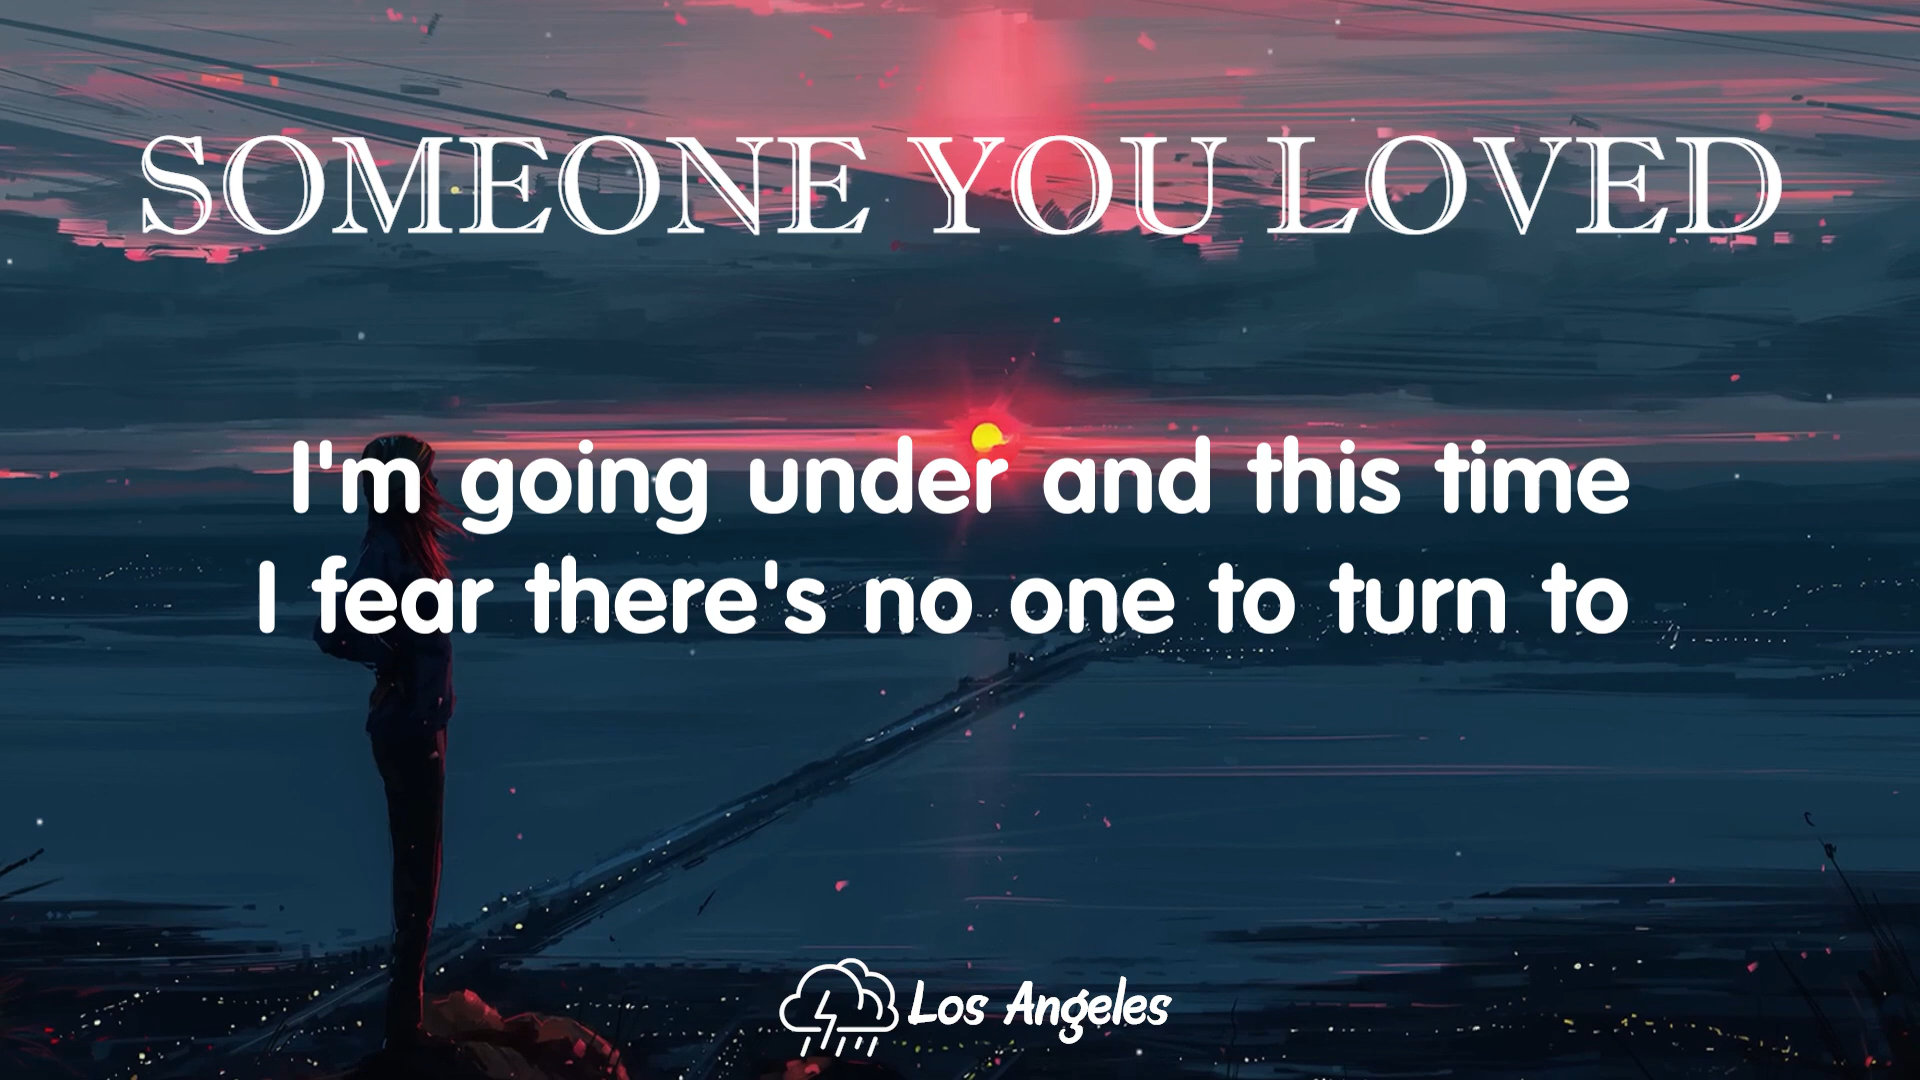 SOMEONE YOU LOVED
I'm going under and this time
I fear there's no one to turn to
Los Angeles